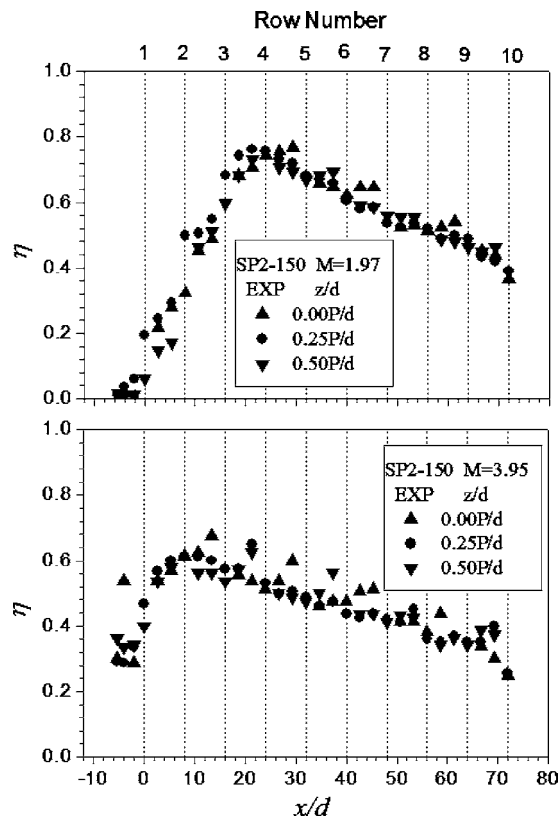 Row Number
1 2 3 4 5 6 7 8 9 10
1.0
0.8
0.6
0.4
0.2
0.0
η
SP2-150 M=1.97
EXP z/d
0.00P/d
0.25P/d
0.50P/d
1.0
0.8
0.6
0.4
0.2
0.0
η
SP2-150 M=3.95
EXP z/d
0.00P/d
0.25P/d
0.50P/d
-10 0 10 20 30 40 50 60 70 80
x/d